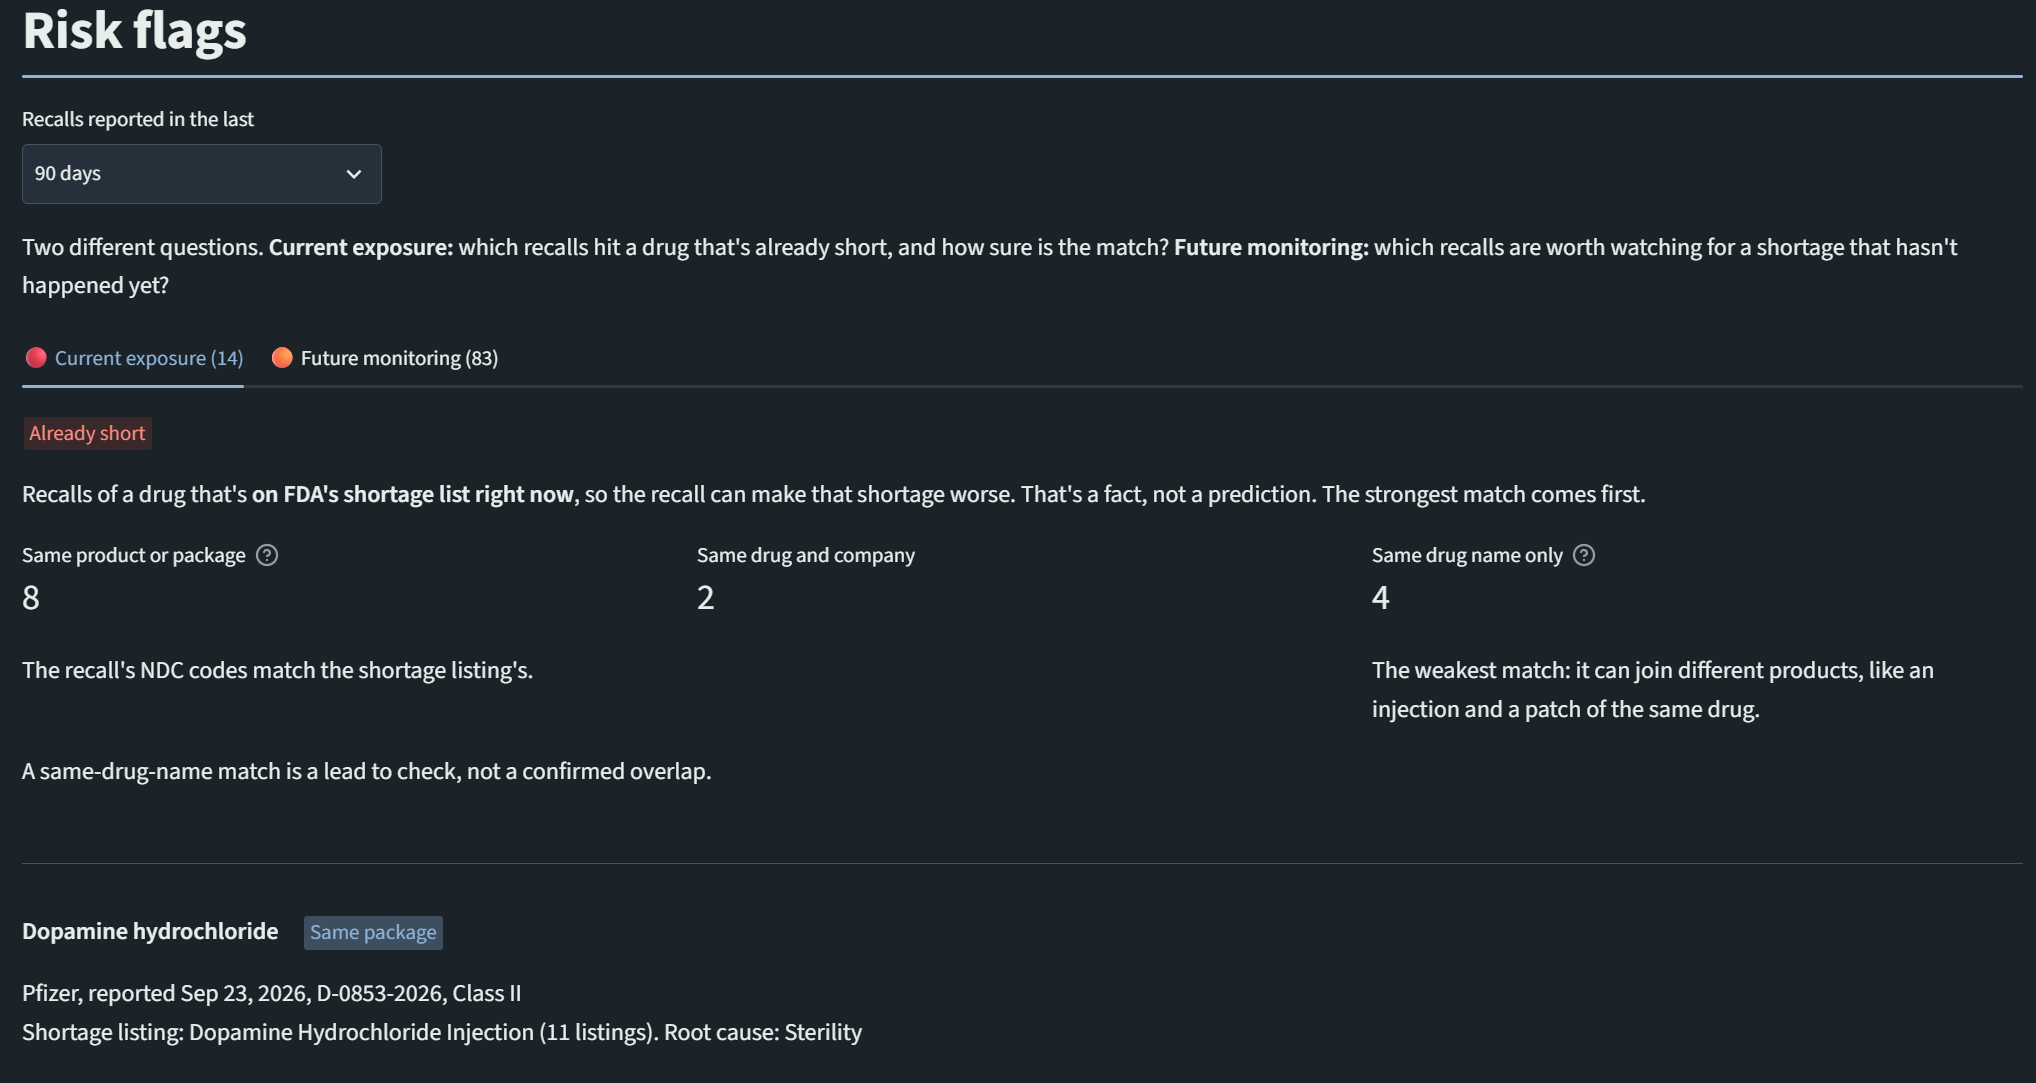 Risk flags
Recalls reported in the last
90 days
Two different questions. Current exposure: which recalls hit a drug that's already short, and how sure is the match? Future monitoring: which recalls are worth watching for a shortage that hasn't
happened yet?
Current exposure (14)
Future monitoring (83)
Already short
Recalls of a drug that's on FDA's shortage list right now, so the recall can make that shortage worse. That's a fact, not a prediction. The strongest match comes first.
Same product or package
8
The recall's NDC codes match the shortage listing's.
Same drug and company
2
Same drug name only
4
The weakest match: it can join different products, like an
injection and a patch of the same drug.
A same-drug-name match is a lead to check, not a confirmed overlap.
Dopamine hydrochloride
Same package
Pfizer, reported Sep 23, 2026, D-0853-2026, Class II
Shortage listing: Dopamine Hydrochloride Injection (11 listings). Root cause: Sterility